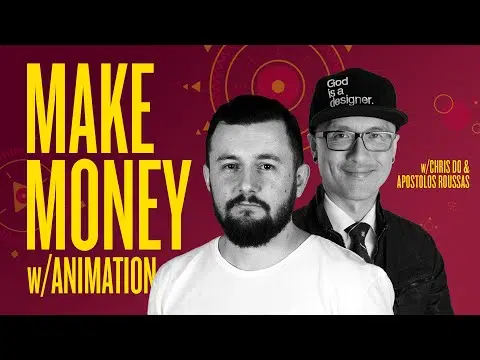 MAKE
MONEY
w/ANIMATION
God
is a
designer.
w/CHRIS DO &
APOSTOLOS ROUSSAS